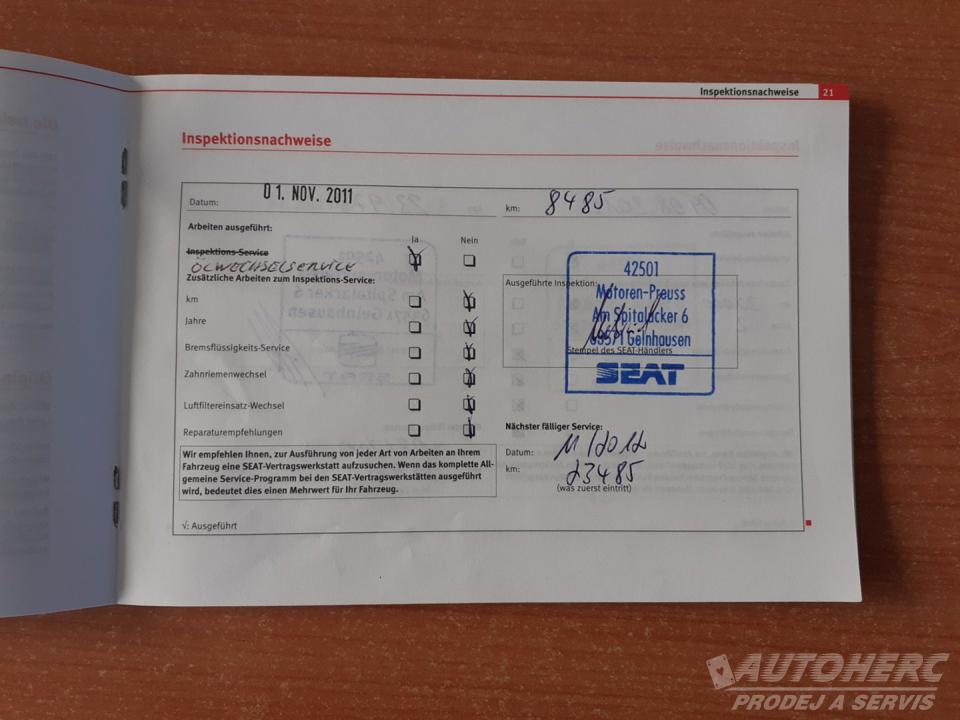 Inspektionsnachweise 21
Inspektionsnachweise
Datum: 01. NOV. 2011
km: 8485
Arbeiten ausgeführt:
Ja Nein
Inspektions-Service
ÖLWECHSELSERVICE
Zusätzliche Arbeiten zum Inspektions-Service:
km
Jahre
Bremsflüssigkeits-Service
Zahnriemenwechsel
Luftfiltereinsatz-Wechsel
Reparaturempfehlungen
Wir empfehlen Ihnen, zur Ausführung von jeder Art von Arbeiten an Ihrem
Fahrzeug eine SEAT-Vertragswerkstatt aufzusuchen. Wenn das komplette All-
gemeine Service-Programm bei den SEAT-Vertragswerkstätten ausgeführt
wird, bedeutet dies einen Mehrwert für Ihr Fahrzeug.
√: Ausgeführt
Ausgeführte Inspektion:
42501
Motoren-Preuss
Am Spitalacker 6
63571 Gelnhausen
Stempel des SEAT-Händlers
SEAT
Nächster fälliger Service:
Datum: 11/2012
km: 23485
(was zuerst eintritt)
AUTOHERC
PRODEJ A SERVIS